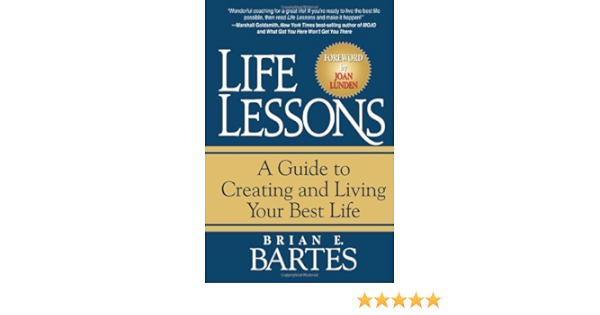 "Wonderful coaching for a great life! If you're ready to live the best life
possible, then read Life Lessons and make it happen!"
—Marshall Goldsmith, New York Times best-selling author of MOJO
and What Got You Here Won't Get You There
LIFE
LESSONS
FOREWORD
by
JOAN
LUNDEN
A Guide to
Creating and Living
Your Best Life
BRIAN E.
BARTES